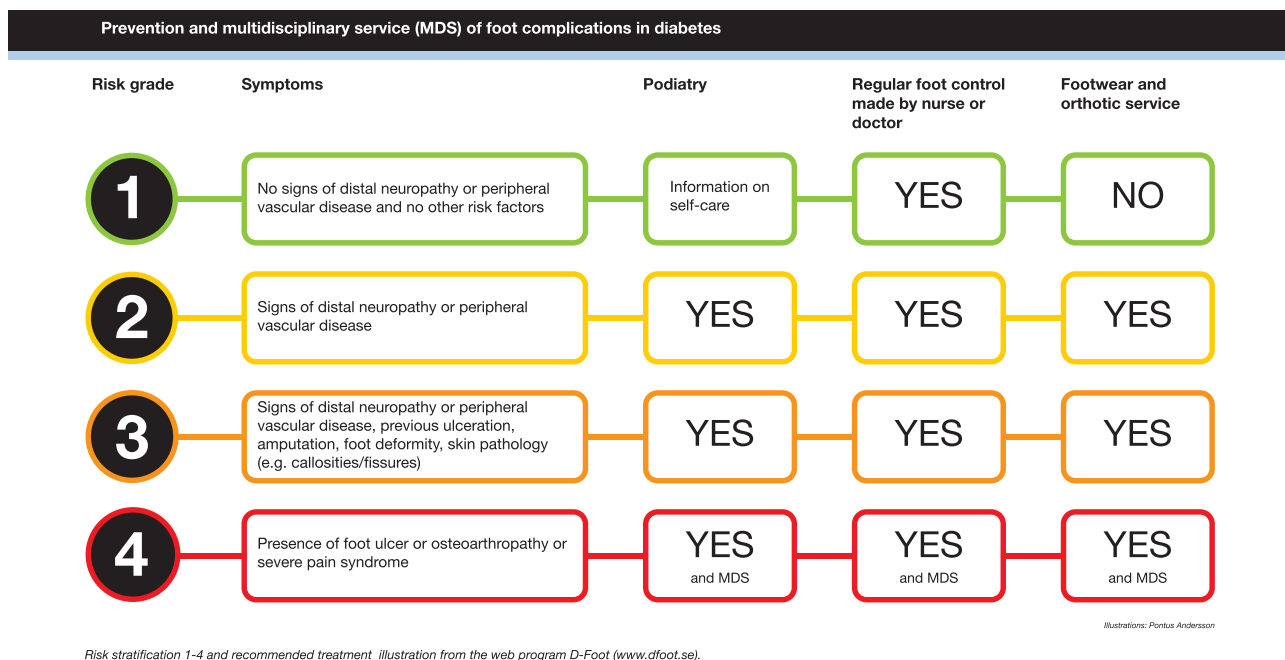 Prevention and multidisciplinary service (MDS) of foot complications in diabetes
Risk grade
Symptoms
Podiatry
Regular foot control
made by nurse or
doctor
Footwear and
orthotic service
1
No signs of distal neuropathy or peripheral
vascular disease and no other risk factors
Information on
self-care
YES
NO
2
Signs of distal neuropathy or peripheral
vascular disease
YES
YES
YES
3
Signs of distal neuropathy or peripheral
vascular disease, previous ulceration,
amputation, foot deformity, skin pathology
(e.g. callosities/fissures)
YES
YES
YES
4
Presence of foot ulcer or osteoarthropathy or
severe pain syndrome
YES
and MDS
YES
and MDS
YES
and MDS
Illustrations: Pontus Andersson
Risk stratification 1-4 and recommended treatment illustration from the web program D-Foot (www.dfoot.se).